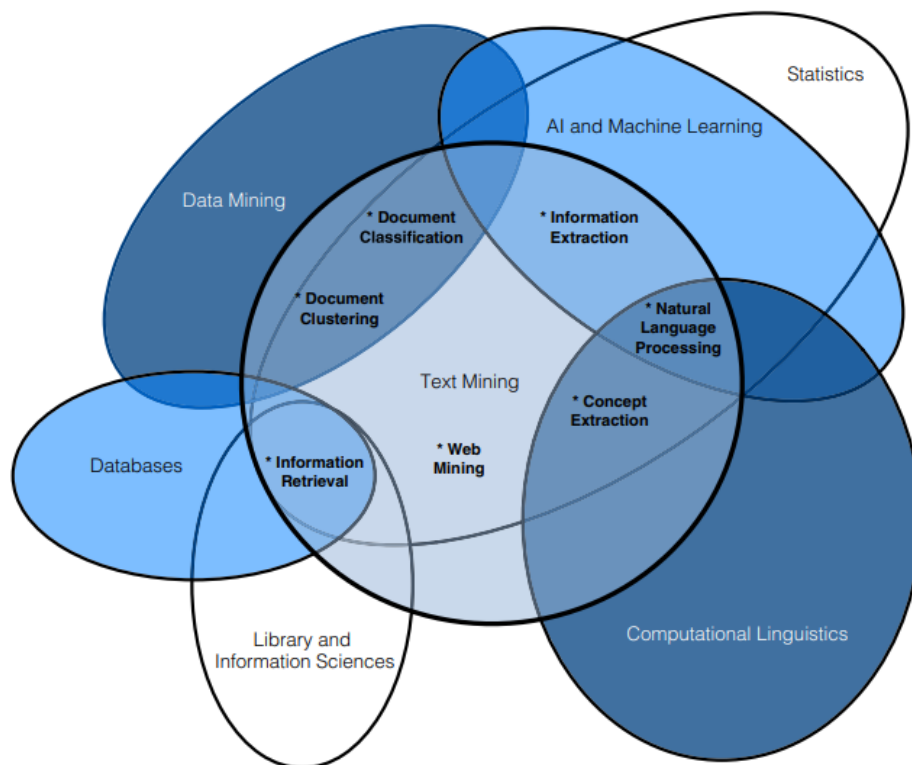 Statistics
AI and Machine Learning
Data Mining
* Document
Classification
* Information
Extraction
* Document
Clustering
* Natural
Language
Processing
Text Mining
* Concept
Extraction
* Web
Mining
Databases
* Information
Retrieval
Library and
Information Sciences
Computational Linguistics